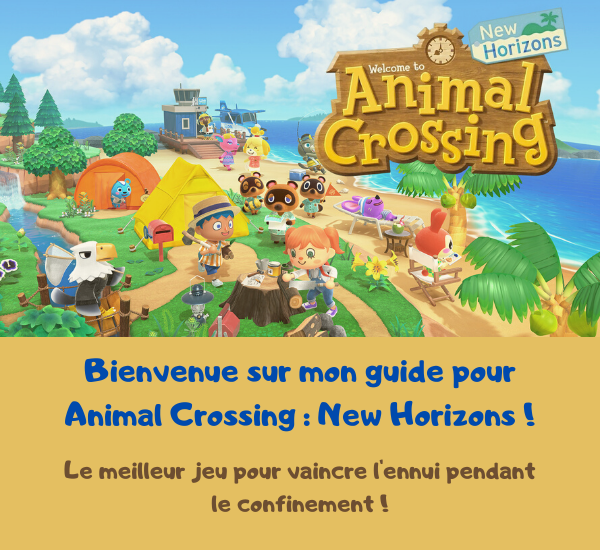 New
Horizons
Welcome to
Animal
Crossing
Bienvenue sur mon guide pour
Animal Crossing : New Horizons !
Le meilleur jeu pour vaincre l'ennui pendant
le confinement !